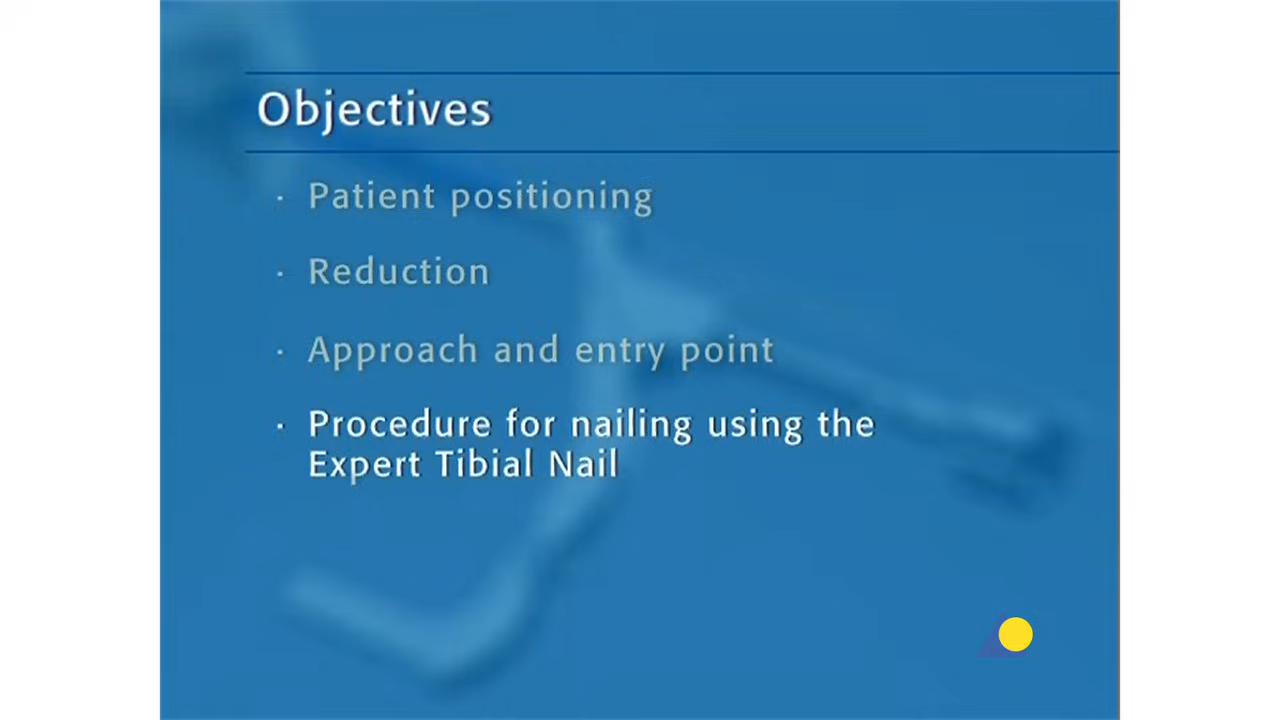 Objectives
· Patient positioning
· Reduction
· Approach and entry point
· Procedure for nailing using the
Expert Tibial Nail